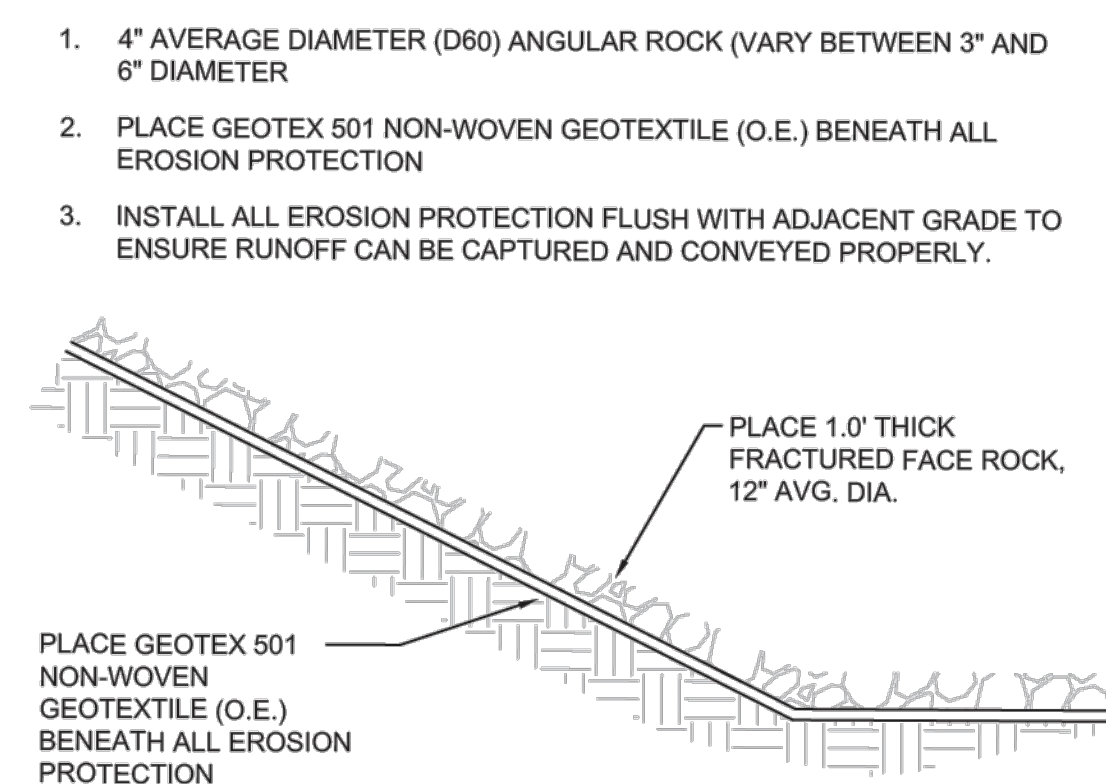 1. 4" AVERAGE DIAMETER (D60) ANGULAR ROCK (VARY BETWEEN 3" AND
6" DIAMETER
2. PLACE GEOTEX 501 NON-WOVEN GEOTEXTILE (O.E.) BENEATH ALL
EROSION PROTECTION
3. INSTALL ALL EROSION PROTECTION FLUSH WITH ADJACENT GRADE TO
ENSURE RUNOFF CAN BE CAPTURED AND CONVEYED PROPERLY.
PLACE 1.0' THICK
FRACTURED FACE ROCK,
12" AVG. DIA.
PLACE GEOTEX 501
NON-WOVEN
GEOTEXTILE (O.E.)
BENEATH ALL EROSION
PROTECTION